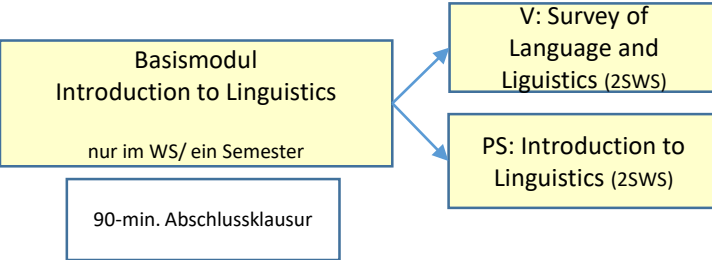 Basismodul
Introduction to Linguistics
nur im WS/ ein Semester
90-min. Abschlussklausur
V: Survey of
Language and
Liguistics (2SWS)
PS: Introduction to
Linguistics (2SWS)